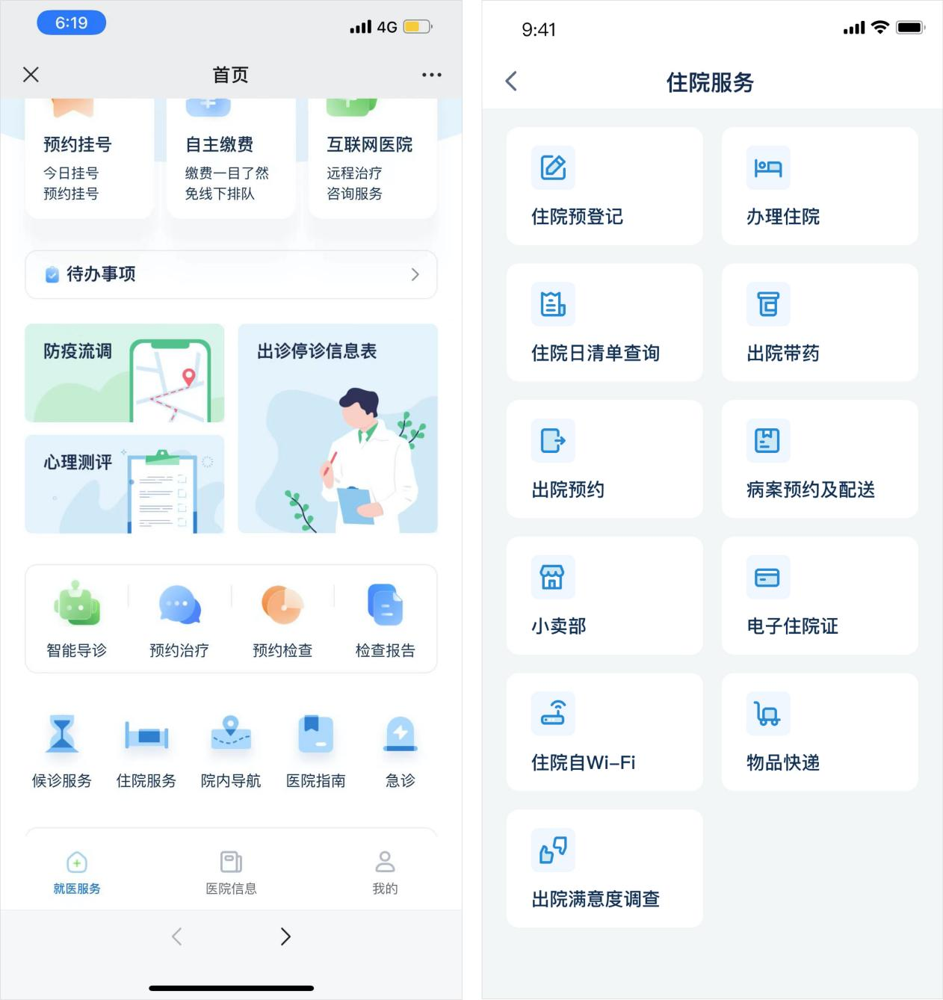 6:19
4G
首页
预约挂号
今日挂号
预约挂号
自主缴费
缴费一目了然
免线下排队
互联网医院
远程治疗
咨询服务
待办事项
防疫流调
出诊停诊信息表
心理测评
智能导诊
预约治疗
预约检查
检查报告
候诊服务
住院服务
院内导航
医院指南
急诊
就医服务
医院信息
我的
9:41
住院服务
住院预登记
办理住院
住院日清单查询
出院带药
出院预约
病案预约及配送
小卖部
电子住院证
住院自Wi-Fi
物品快递
出院满意度调查